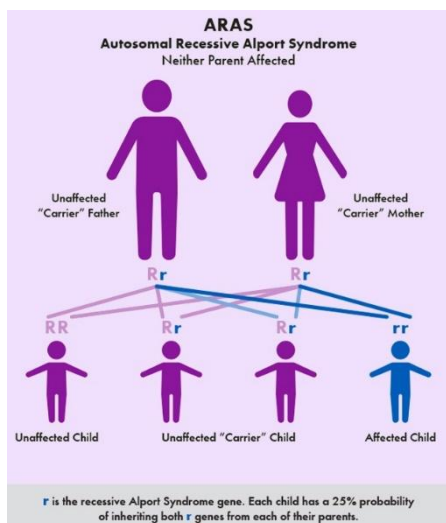 ARAS
Autosomal Recessive Alport Syndrome
Neither Parent Affected
Unaffected
"Carrier" Father
Unaffected
"Carrier" Mother
Rr
Rr
RR
Rr
Rr
rr
Unaffected Child
Unaffected "Carrier" Child
Affected Child
r is the recessive Alport Syndrome gene. Each child has a 25% probability
of inheriting both r genes from each of their parents.